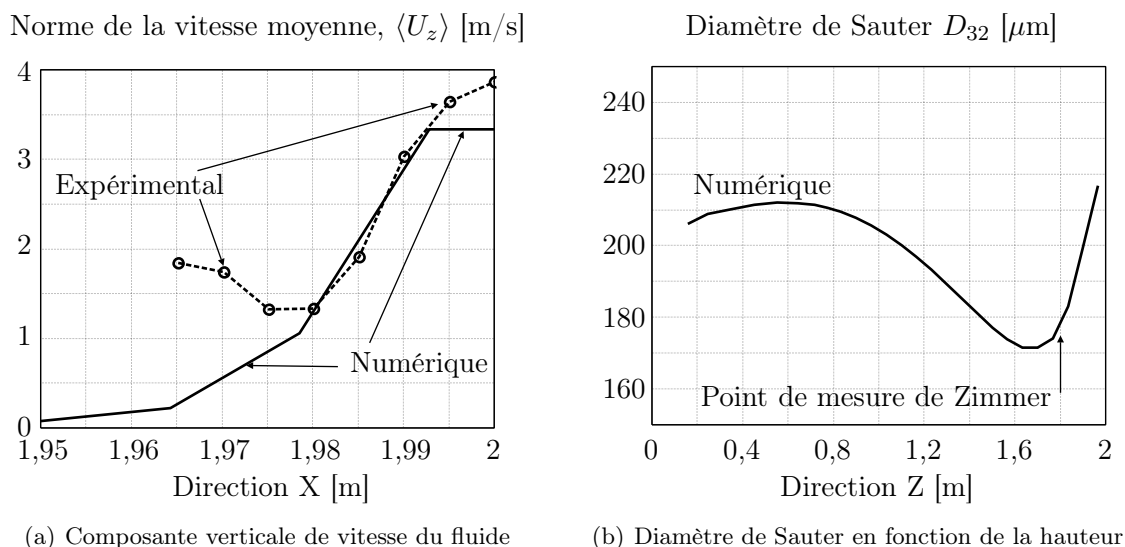 Norme de la vitesse moyenne, ⟨U_z⟩ [m/s]
4
3
2
1
0
Expérimental
Numérique
1,95 1,96 1,97 1,98 1,99 2
Direction X [m]
(a) Composante verticale de vitesse du fluide
Diamètre de Sauter D_32 [μm]
240
220
200
180
160
Numérique
Point de mesure de Zimmer
0 0,4 0,8 1,2 1,6 2
Direction Z [m]
(b) Diamètre de Sauter en fonction de la hauteur